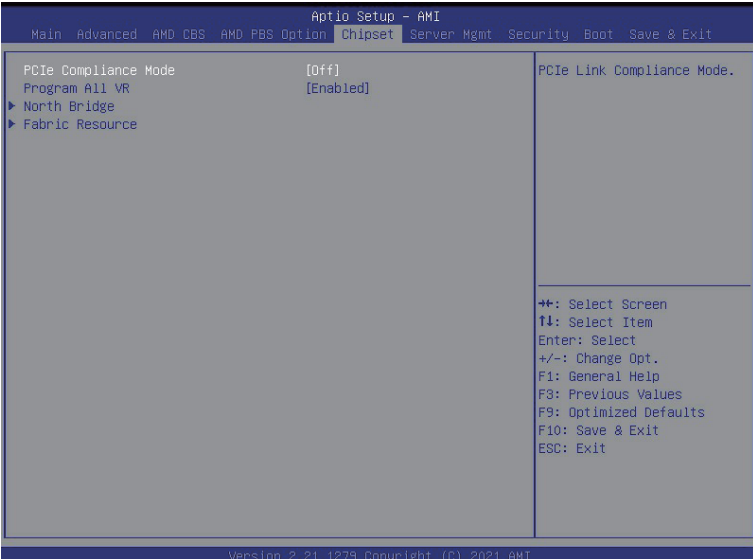 Aptio Setup – AMI
Main Advanced AMD CBS AMD PBS Option Chipset Server Mgmt Security Boot Save & Exit
PCIe Compliance Mode [Off]
Program All VR [Enabled]
▶ North Bridge
▶ Fabric Resource
PCIe Link Compliance Mode.
→←: Select Screen
↑↓: Select Item
Enter: Select
+/-: Change Opt.
F1: General Help
F3: Previous Values
F9: Optimized Defaults
F10: Save & Exit
ESC: Exit
Version 2.21.1279 Copyright (C) 2021 AMI